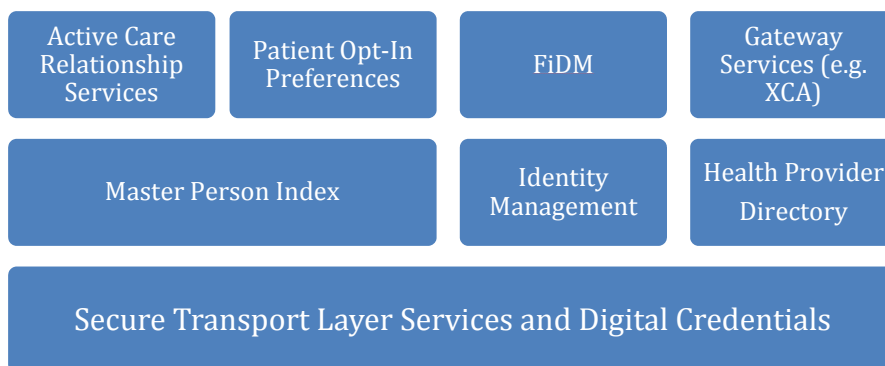 Active Care
Relationship
Services
Patient Opt-In
Preferences
FiDM
Gateway
Services (e.g.
XCA)
Master Person Index
Identity
Management
Health Provider
Directory
Secure Transport Layer Services and Digital Credentials